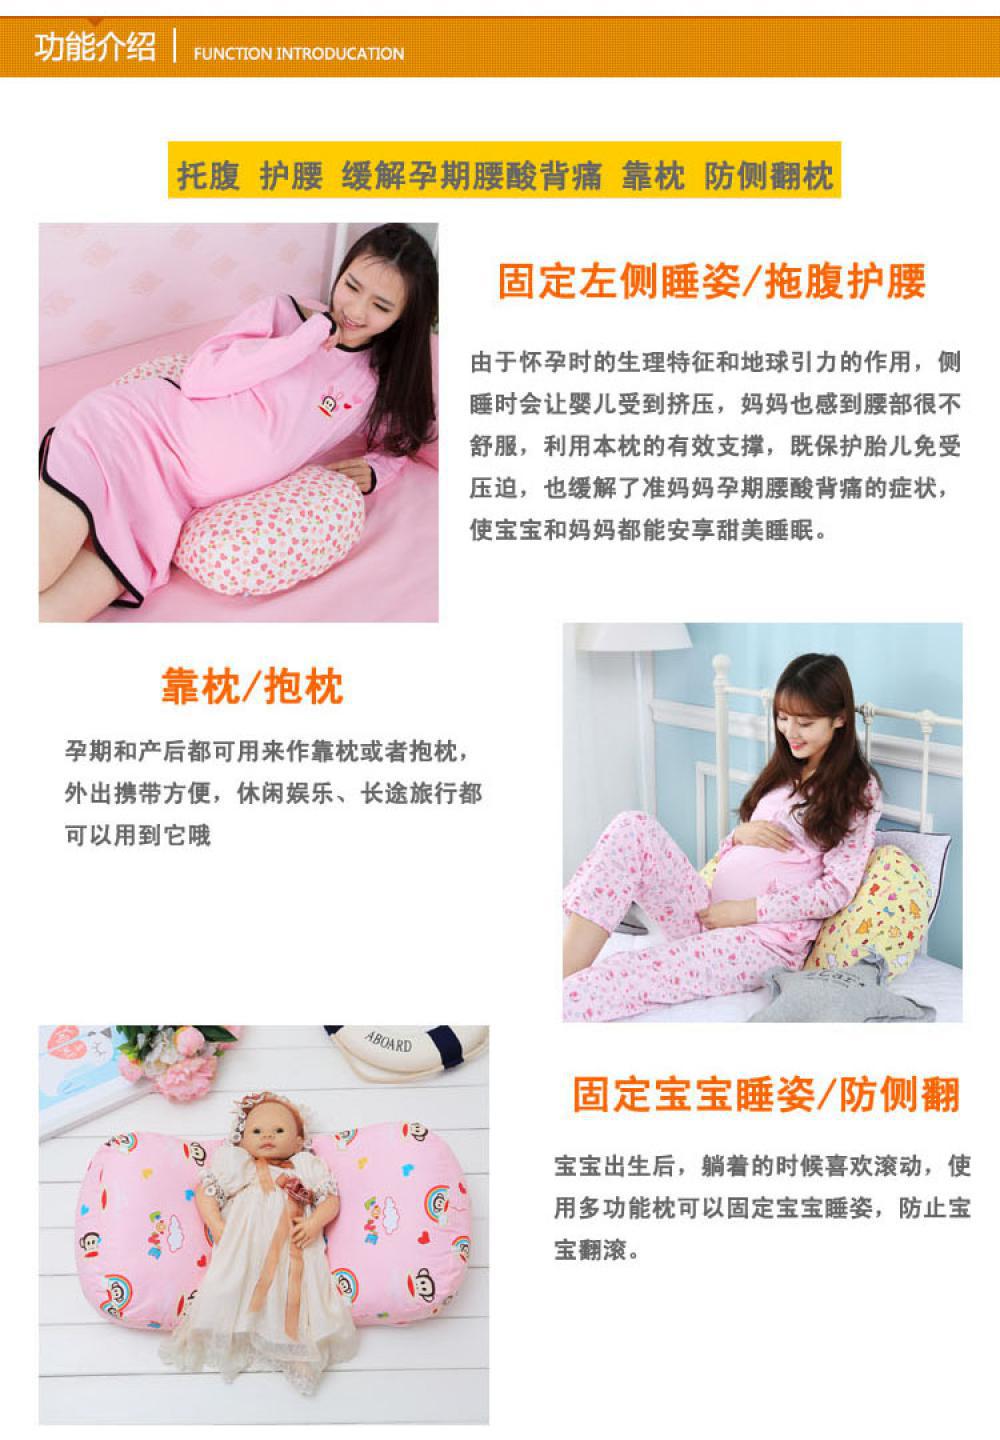 功能介绍
FUNCTION INTRODUCATION
托腹 护腰 缓解孕期腰酸背痛 靠枕 防侧翻枕
固定左侧睡姿/拖腹护腰
由于怀孕时的生理特征和地球引力的作用，侧
睡时会让婴儿受到挤压，妈妈也感到腰部很不
舒服，利用本枕的有效支撑，既保护胎儿免受
压迫，也缓解了准妈妈孕期腰酸背痛的症状，
使宝宝和妈妈都能安享甜美睡眠。
靠枕/抱枕
孕期和产后都可用来作靠枕或者抱枕，
外出携带方便，休闲娱乐、长途旅行都
可以用到它哦
ABOARD
固定宝宝睡姿/防侧翻
宝宝出生后，躺着的时候喜欢滚动，使
用多功能枕可以固定宝宝睡姿，防止宝
宝翻滚。